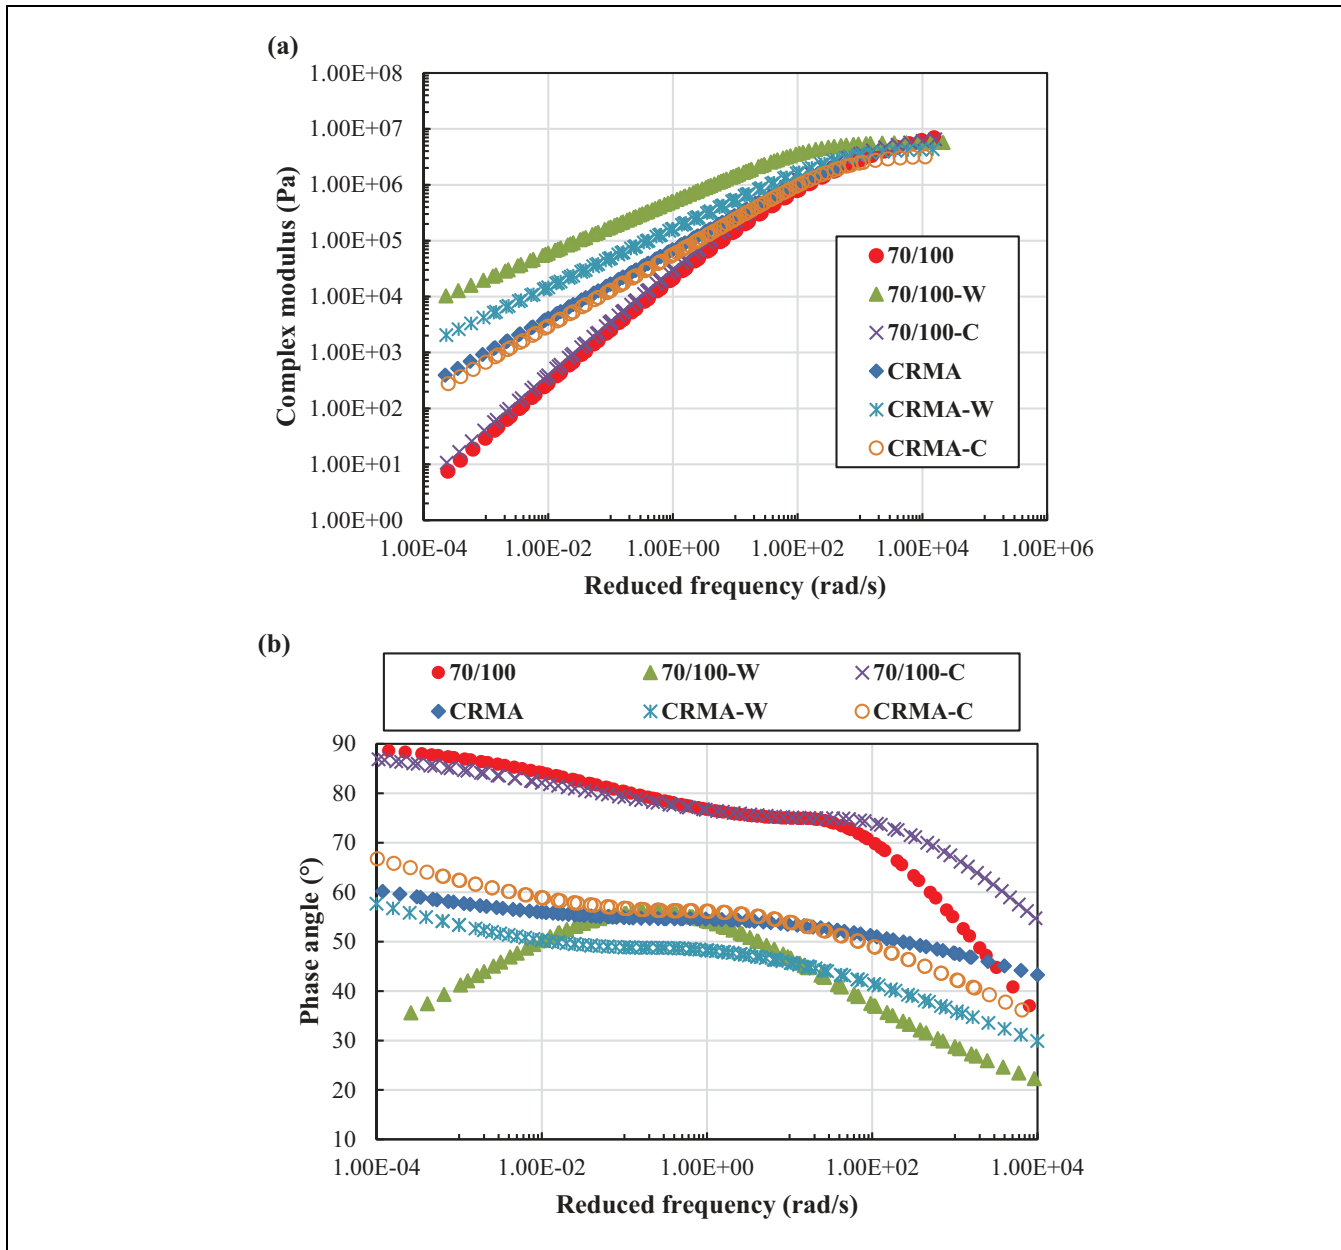 (a)
1.00E+08
1.00E+07
1.00E+06
1.00E+05
1.00E+04
1.00E+03
1.00E+02
1.00E+01
1.00E+00
Complex modulus (Pa)
70/100
70/100-W
70/100-C
CRMA
CRMA-W
CRMA-C
1.00E-04 1.00E-02 1.00E+00 1.00E+02 1.00E+04 1.00E+06
Reduced frequency (rad/s)
(b)
70/100 70/100-W 70/100-C
CRMA CRMA-W CRMA-C
90
80
70
60
50
40
30
20
10
Phase angle (°)
1.00E-04 1.00E-02 1.00E+00 1.00E+02 1.00E+04
Reduced frequency (rad/s)